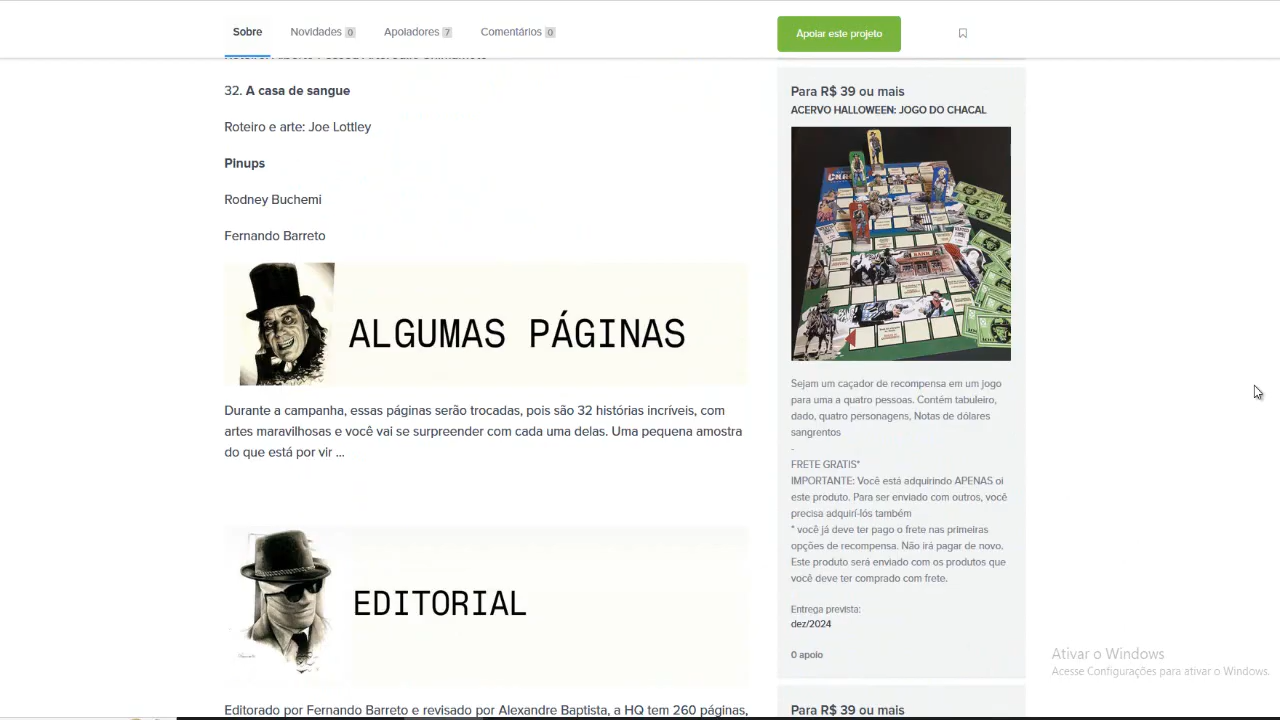 Sobre
Novidades 0
Apoiadores 7
Comentários 0
Apoiar este projeto
32. A casa de sangue
Roteiro e arte: Joe Lottley
PInups
Rodney Buchemi
Fernando Barreto
ALGUMAS PÁGINAS
Durante a campanha, essas páginas serão trocadas, pois são 32 histórias incríveis, com
artes maravilhosas e você vai se surpreender com cada uma delas. Uma pequena amostra
do que está por vir ...
EDITORIAL
Editorado por Fernando Barreto e revisado por Alexandre Baptista, a HQ tem 260 páginas,
Para R$ 39 ou mais
ACERVO HALLOWEEN: JOGO DO CHACAL
Sejam um caçador de recompensa em um jogo
para uma a quatro pessoas. Contém tabuleiro,
dado, quatro personagens, Notas de dólares
sangrentos
-
FRETE GRATIS*
IMPORTANTE: Você está adquirindo APENAS oi
este produto. Para ser enviado com outros, você
precisa adquirí-lós também
* você já deve ter pago o frete nas primeiras
opções de recompensa. Não irá pagar de novo.
Este produto será enviado com os produtos que
você deve ter comprado com frete.
Entrega prevista:
dez/2024
0 apoio
Para R$ 39 ou mais
Ativar o Windows
Acesse Configurações para ativar o Windows.